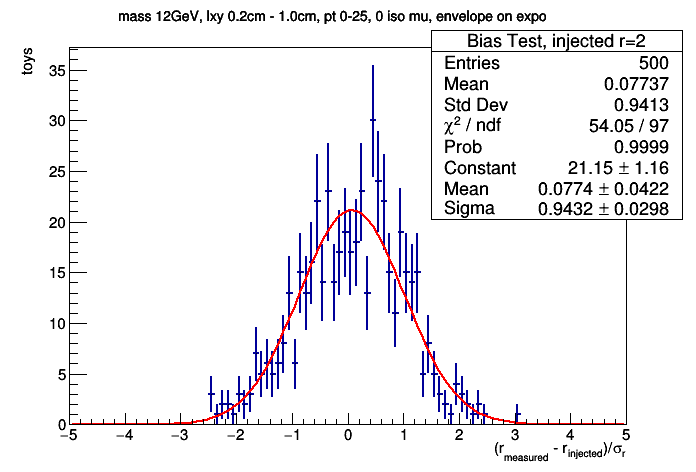 mass 12GeV, lxy 0.2cm - 1.0cm, pt 0-25, 0 iso mu, envelope on expo
Bias Test, injected r=2
Entries 500
Mean 0.07737
Std Dev 0.9413
χ² / ndf 54.05 / 97
Prob 0.9999
Constant 21.15 ± 1.16
Mean 0.0774 ± 0.0422
Sigma 0.9432 ± 0.0298
toys
35
30
25
20
15
10
5
0
−5 −4 −3 −2 −1 0 1 2 3 4 5
(r_measured - r_injected)/σ_r